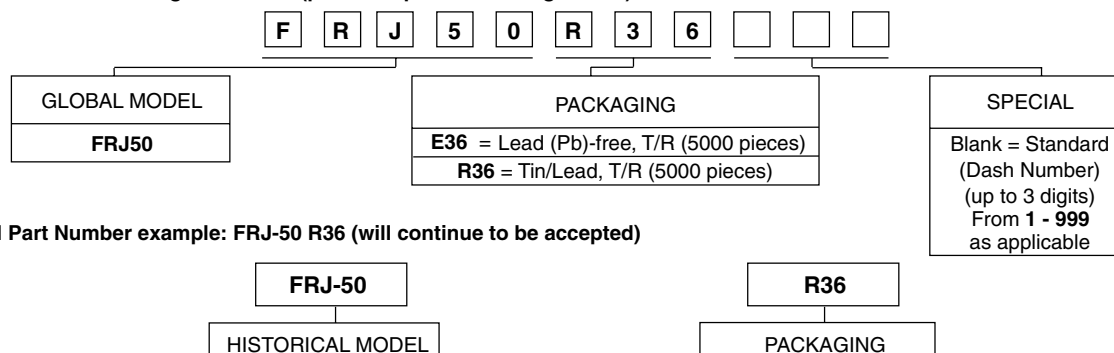 F R J 5 0 R 3 6
GLOBAL MODEL
FRJ50
PACKAGING
E36 = Lead (Pb)-free, T/R (5000 pieces)
R36 = Tin/Lead, T/R (5000 pieces)
SPECIAL
Blank = Standard
(Dash Number)
(up to 3 digits)
From 1 - 999
as applicable
Part Number example: FRJ-50 R36 (will continue to be accepted)
FRJ-50
R36
HISTORICAL MODEL
PACKAGING